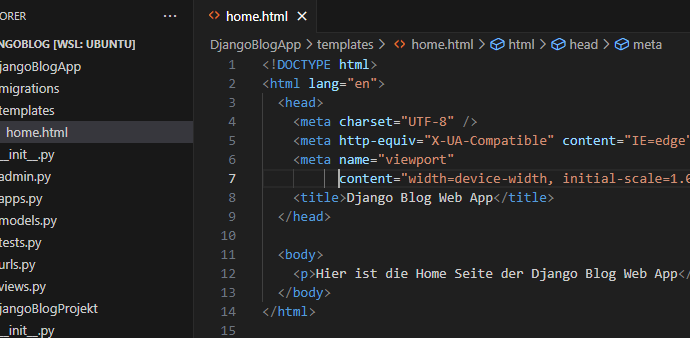 ORER
home.html ×
NGOBLOG [WSL: UBUNTU]
jangoBlogApp
migrations
templates
home.html
__init__.py
admin.py
apps.py
models.py
tests.py
urls.py
views.py
jangoBlogProjekt
__init__.py
DjangoBlogApp > templates > home.html > html > head > meta
1 <!DOCTYPE html>
2 <html lang="en">
3 <head>
4 <meta charset="UTF-8" />
5 <meta http-equiv="X-UA-Compatible" content="IE=edge"
6 <meta name="viewport"
7 content="width=device-width, initial-scale=1.0
8 <title>Django Blog Web App</title>
9 </head>
10
11 <body>
12 <p>Hier ist die Home Seite der Django Blog Web App</
13 </body>
14 </html>